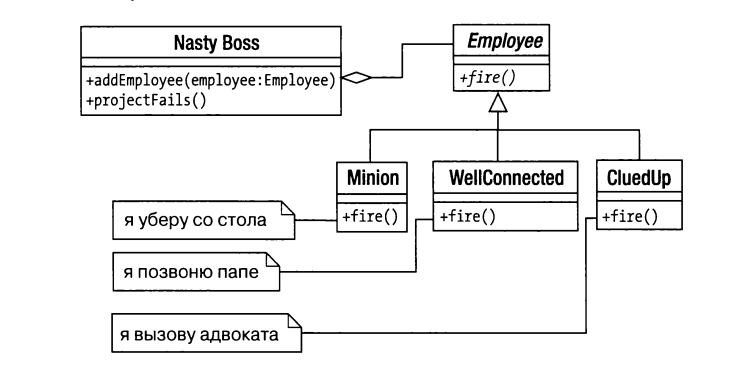 Nasty Boss
+addEmployee(employee:Employee)
+projectFails()
Employee
+fire()
Minion
+fire()
WellConnected
+fire()
CluedUp
+fire()
я уберу со стола
я позвоню папе
я вызову адвоката